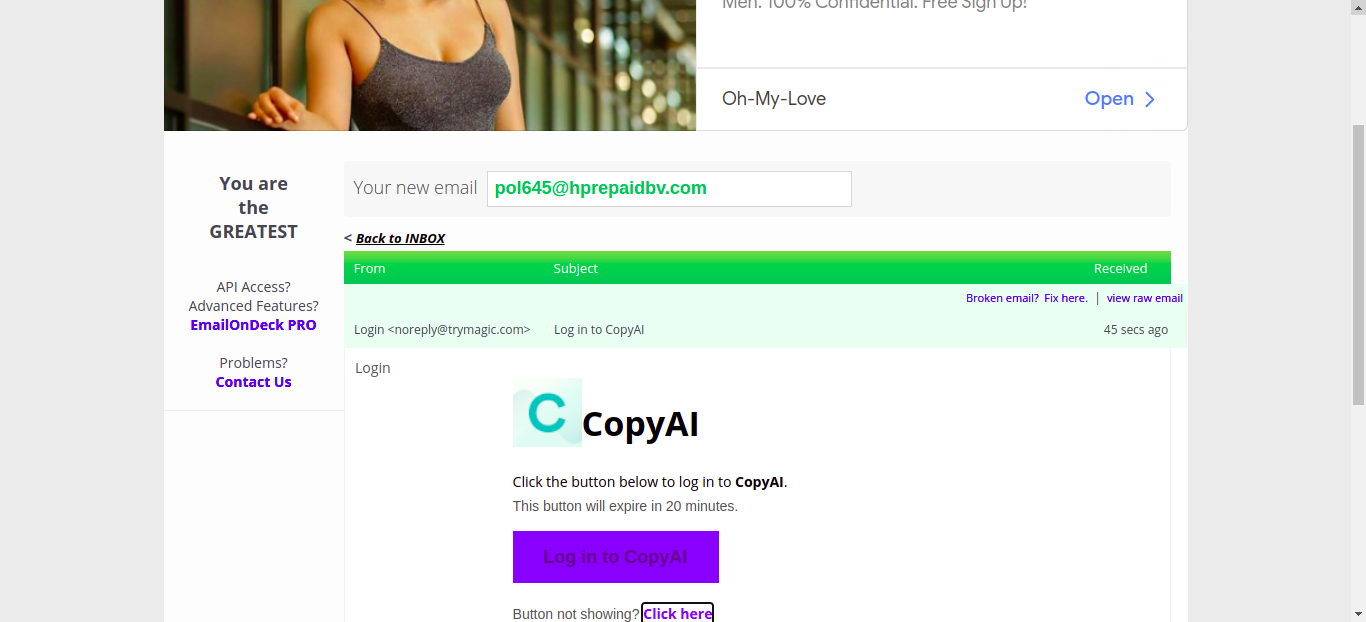 Men. 100% Confidential. Free Sign Up!
Oh-My-Love
Open
You are
the
GREATEST
API Access?
Advanced Features?
EmailOnDeck PRO
Problems?
Contact Us
Your new email pol645@hprepaidbv.com
< Back to INBOX
From Subject Received
Broken email? Fix here. | view raw email
Login <noreply@trymagic.com> Log in to CopyAI 45 secs ago
Login
C CopyAI
Click the button below to log in to CopyAI.
This button will expire in 20 minutes.
Log in to CopyAI
Button not showing? Click here